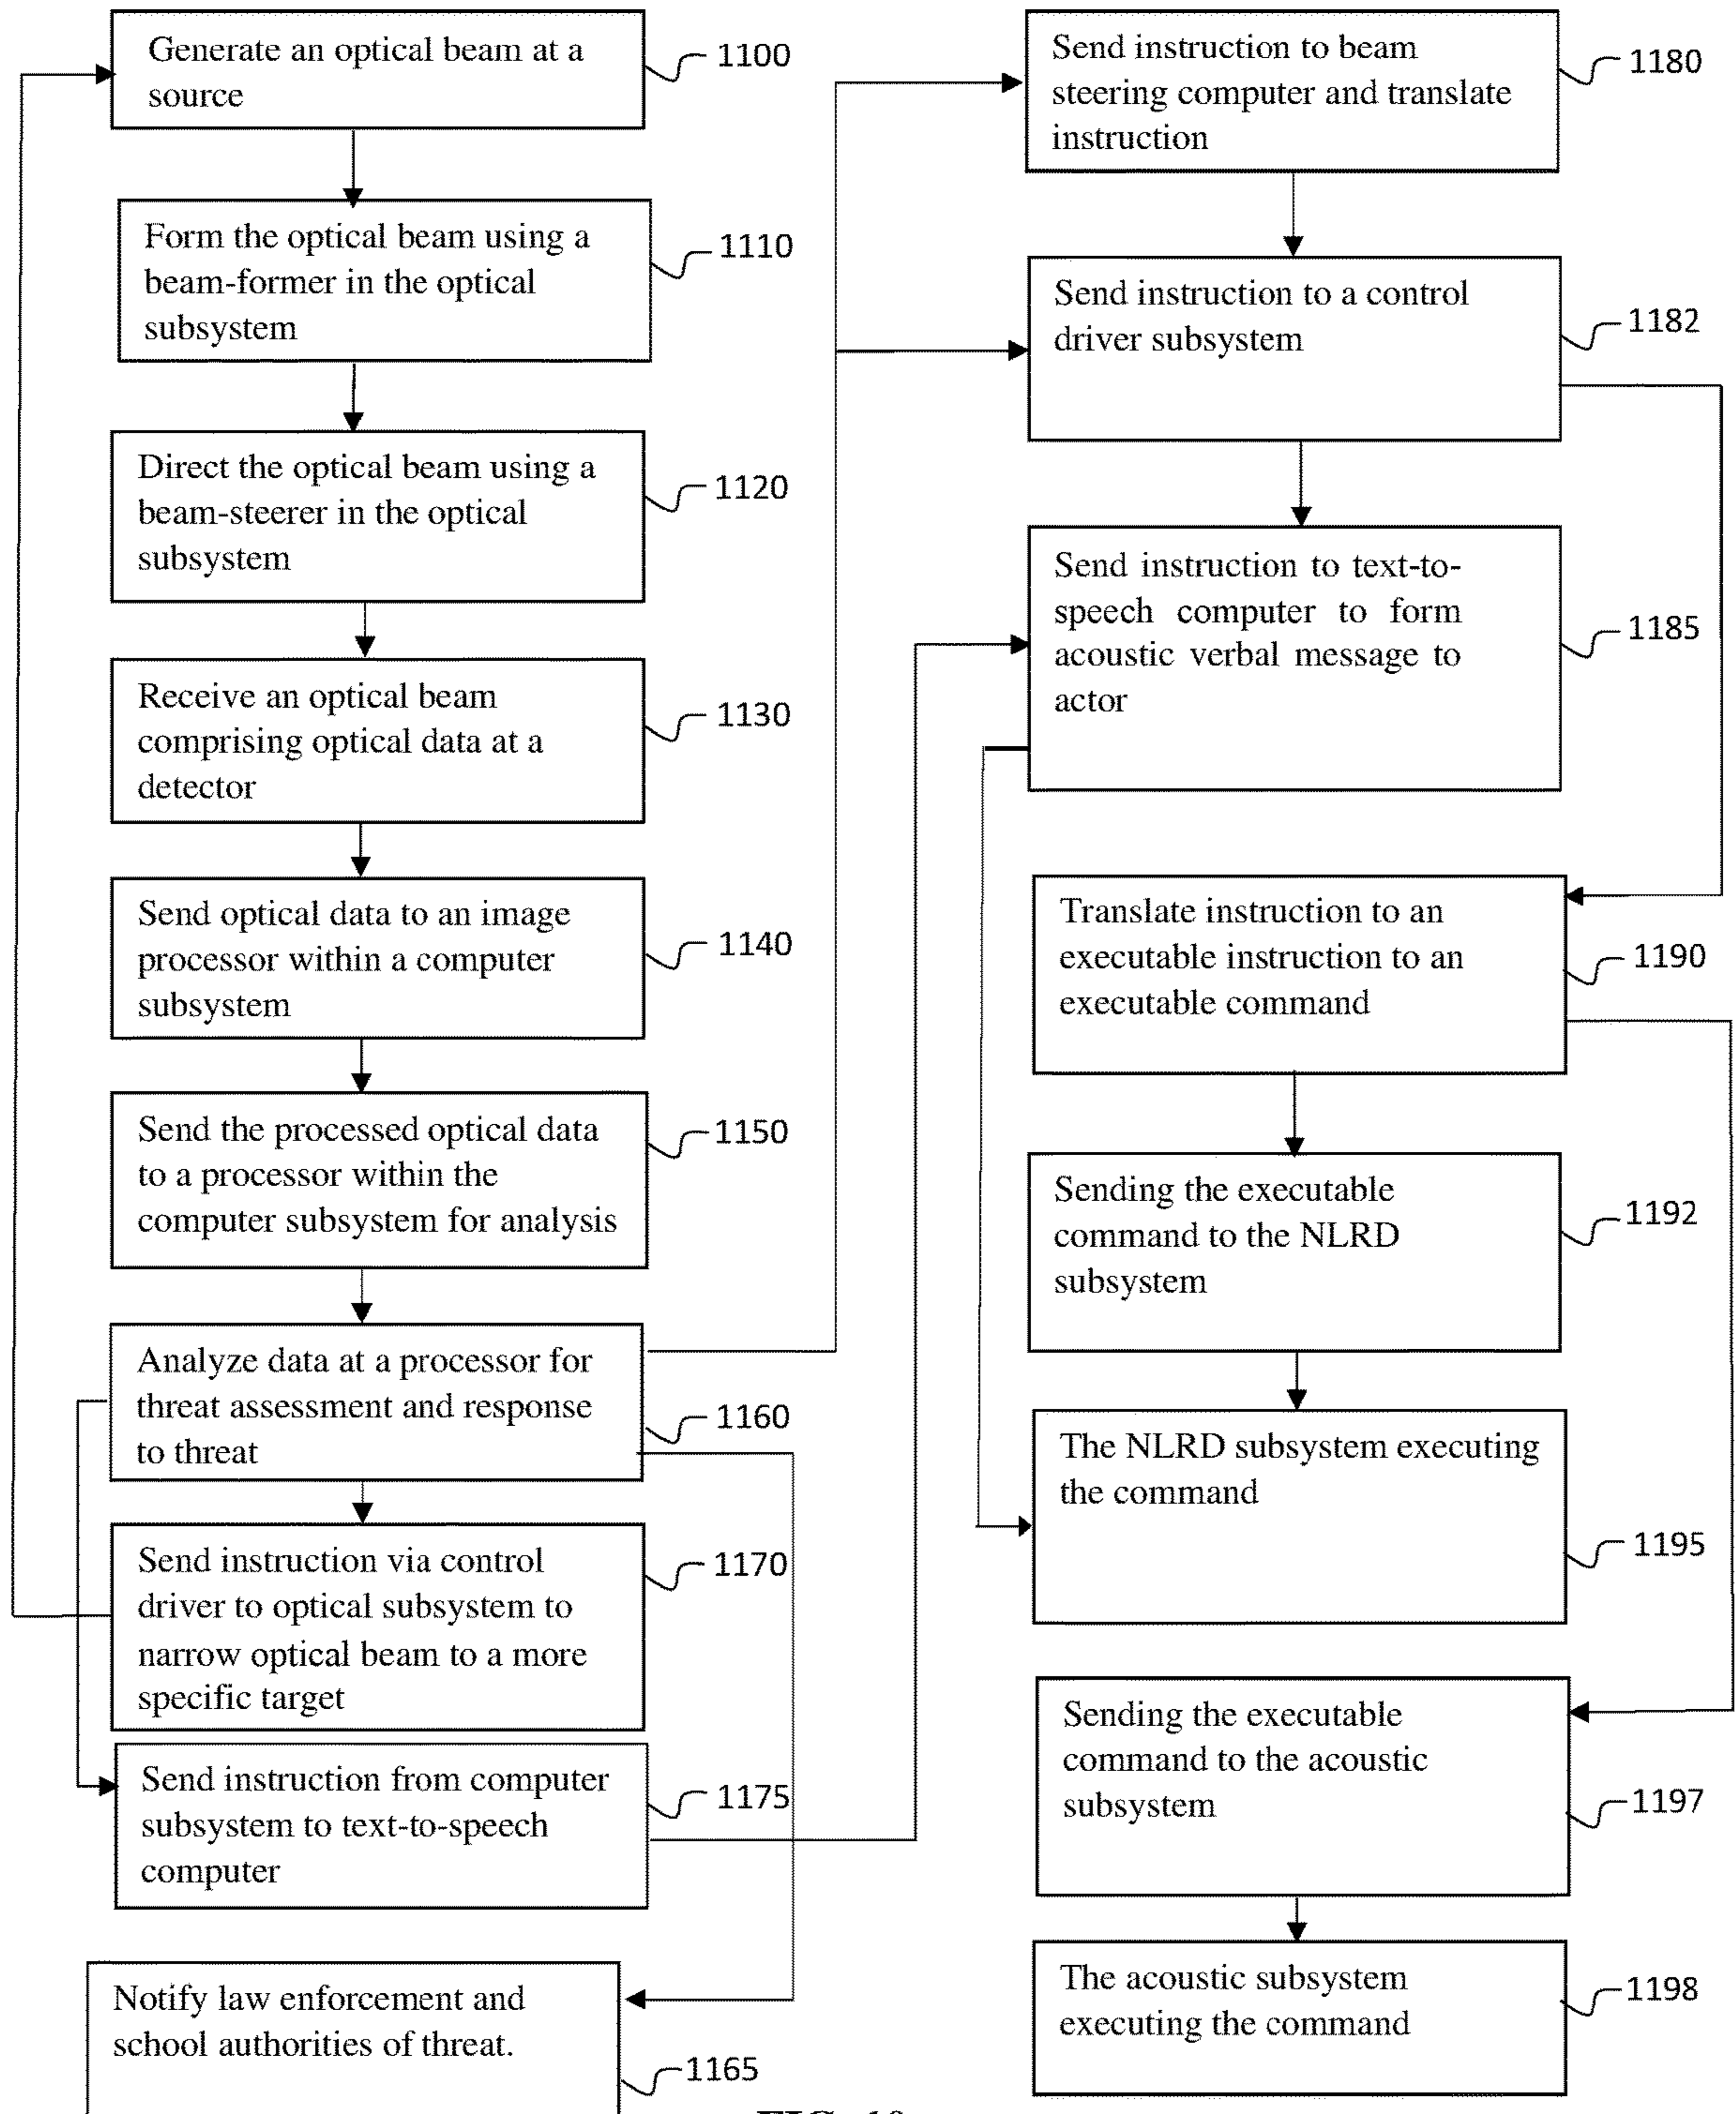 Generate an optical beam at a
source
1100
Form the optical beam using a
beam-former in the optical
subsystem
1110
Direct the optical beam using a
beam-steerer in the optical
subsystem
1120
Receive an optical beam
comprising optical data at a
detector
1130
Send optical data to an image
processor within a computer
subsystem
1140
Send the processed optical data
to a processor within the
computer subsystem for analysis
1150
Analyze data at a processor for
threat assessment and response
to threat
1160
Send instruction via control
driver to optical subsystem to
narrow optical beam to a more
specific target
1170
Send instruction from computer
subsystem to text-to-speech
computer
1175
Notify law enforcement and
school authorities of threat.
1165
Send instruction to beam
steering computer and translate
instruction
1180
Send instruction to a control
driver subsystem
1182
Send instruction to text-to-
speech computer to form
acoustic verbal message to
actor
1185
Translate instruction to an
executable instruction to an
executable command
1190
Sending the executable
command to the NLRD
subsystem
1192
The NLRD subsystem executing
the command
1195
Sending the executable
command to the acoustic
subsystem
1197
The acoustic subsystem
executing the command
1198